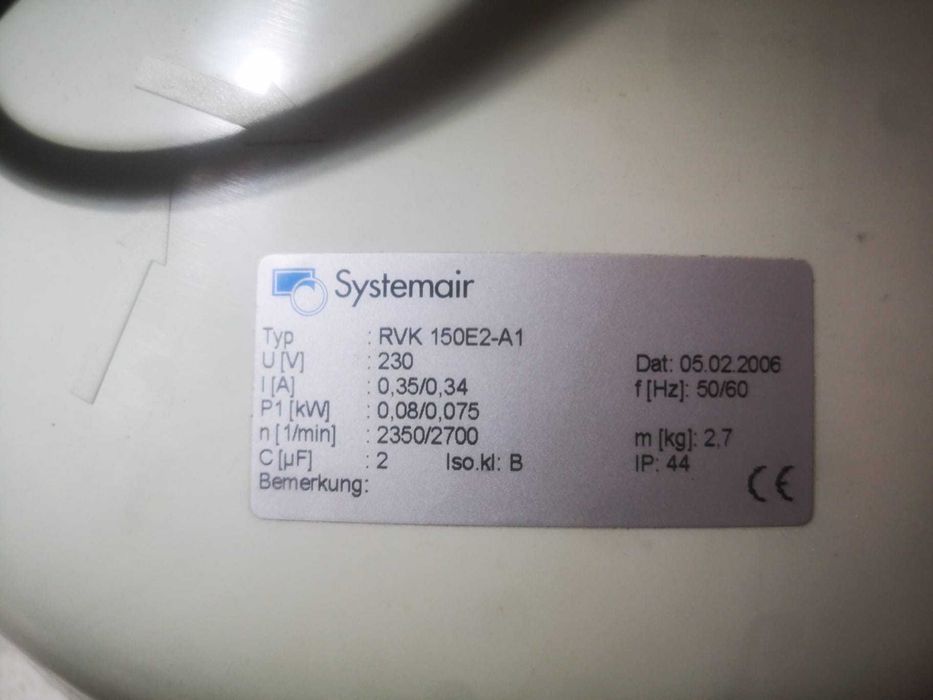 Systemair
Typ : RVK 150E2-A1
U [V] : 230 Dat: 05.02.2006
I [A] : 0,35/0,34 f [Hz]: 50/60
P1 [kW] : 0,08/0,075
n [1/min] : 2350/2700 m [kg]: 2,7
C [µF] : 2 Iso.kl: B IP: 44
Bemerkung: CE